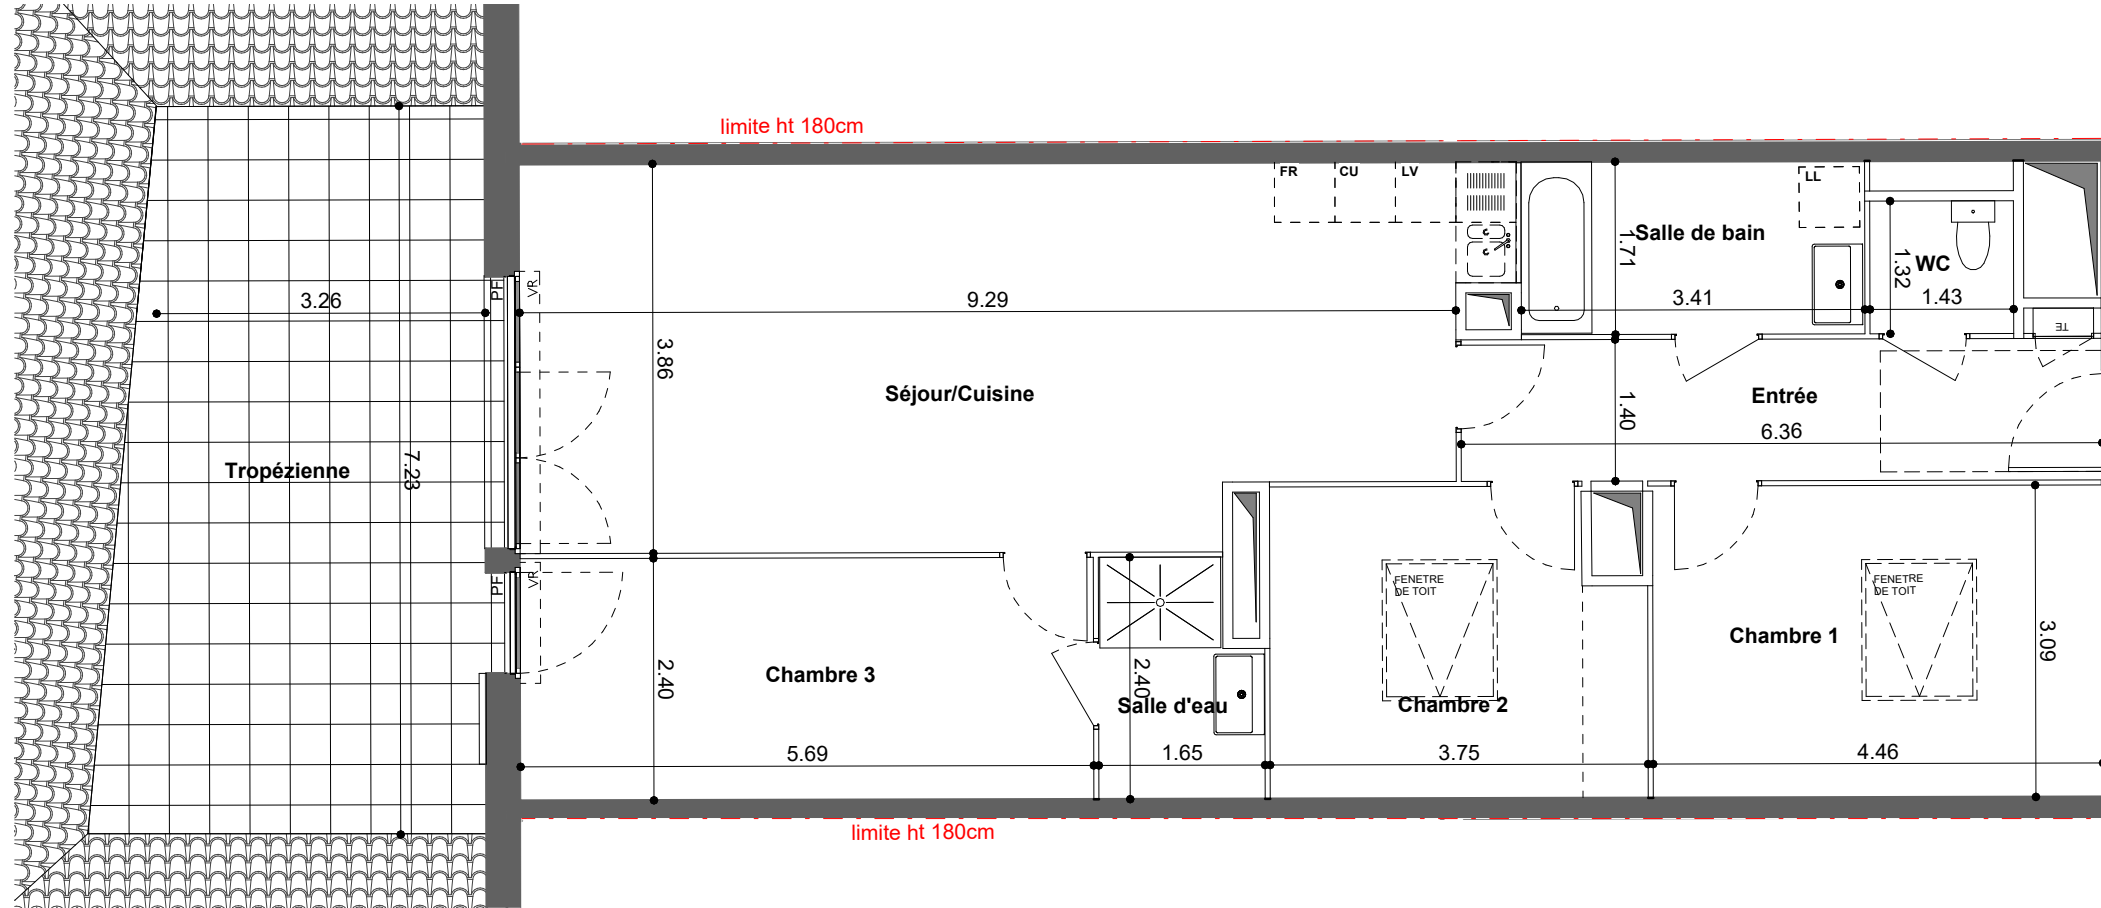 limite ht 180cm
FR
CU
LV
LL
Salle de bain
1.71
WC
1.32
PF
VR
3.26
9.29
3.41
1.43
TE
3.86
Séjour/Cuisine
1.40
Entrée
6.36
Tropézienne
7.23
PF
VR
FENETRE
DE TOIT
FENETRE
DE TOIT
Chambre 1
3.09
Chambre 3
2.40
2.40
Salle d'eau
Chambre 2
5.69
1.65
3.75
4.46
limite ht 180cm